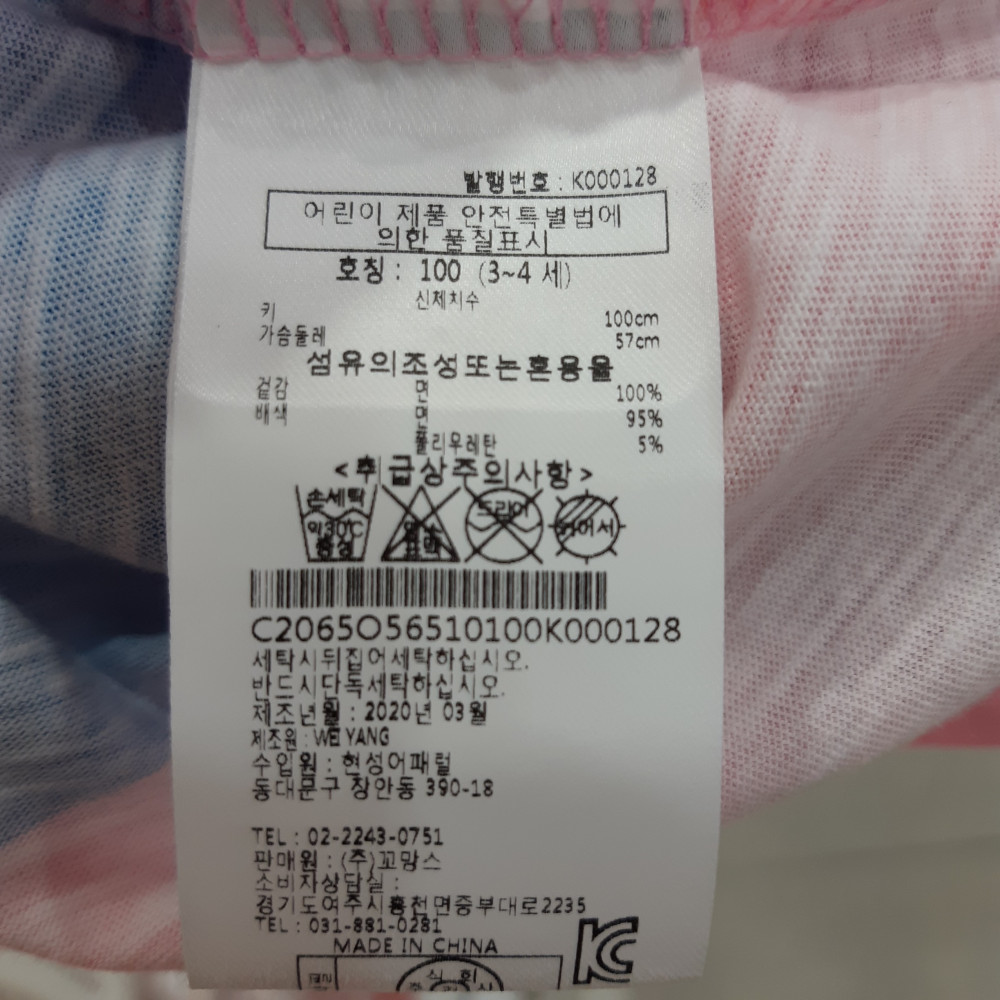 발행번호 : K000128
어린이 제품 안전특별법에
의한 품질표시
호칭 : 100 (3~4 세)
신체치수
키 100cm
가슴둘레 57cm
섬유의조성또는혼용율
겉감 면 100%
배색 면 95%
폴리우레탄 5%
<취급상주의사항>
손세탁
약30℃
중성
드라이
C2065O56510100K000128
세탁시뒤집어세탁하십시오.
반드시단독세탁하십시오.
제조년월 : 2020년 03월
제조원 : WEI YANG
수입원 : 현성어패럴
동대문구 장안동 390-18
TEL : 02-2243-0751
판매원 : (주)꼬망스
소비자상담실 :
경기도여주시흥천면중부대로2235
TEL : 031-881-0281
MADE IN CHINA
KC